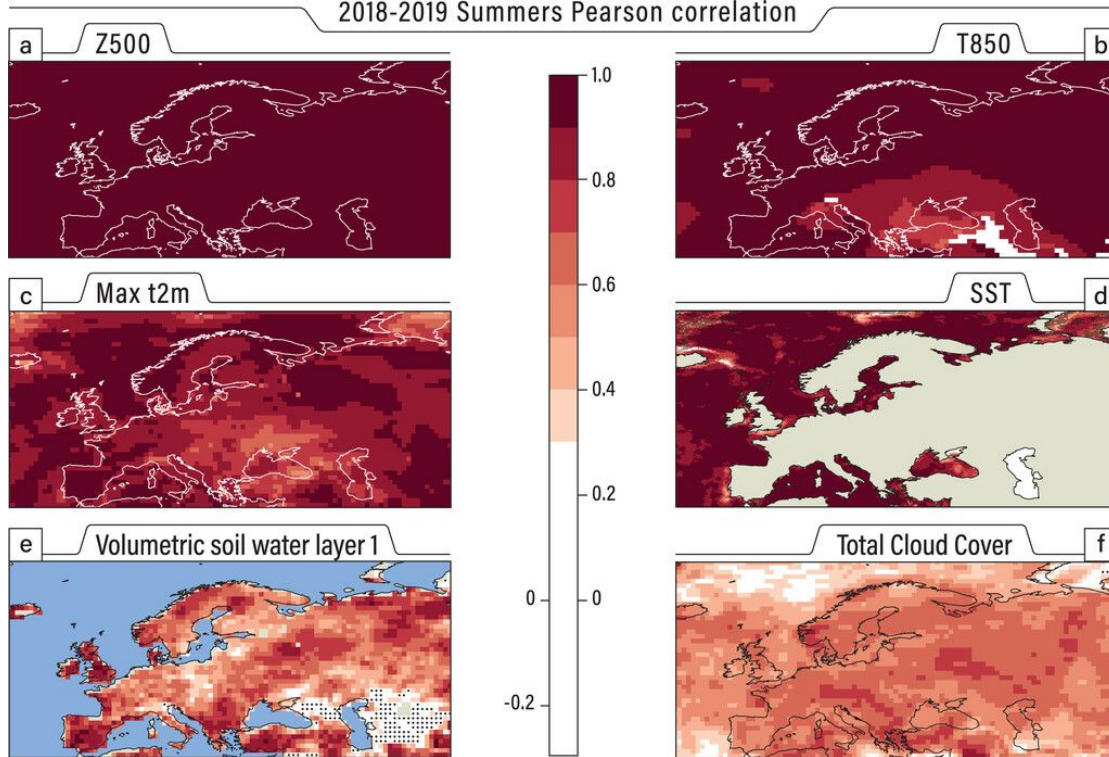 2018-2019 Summers Pearson correlation
a Z500
T850 b
1.0
0.8
c Max t2m
0.6
SST d
0.4
0.2
e Volumetric soil water layer 1
Total Cloud Cover f
0 0
-0.2